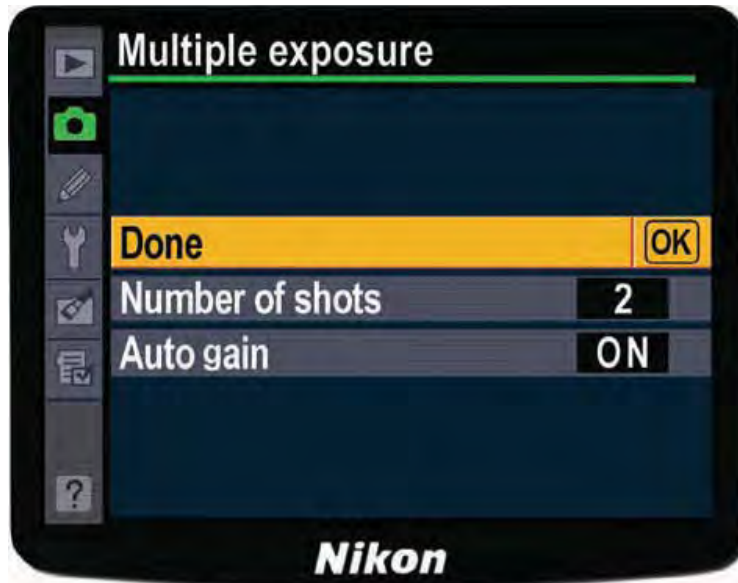 Multiple exposure
Done OK
Number of shots 2
Auto gain ON
?
Nikon